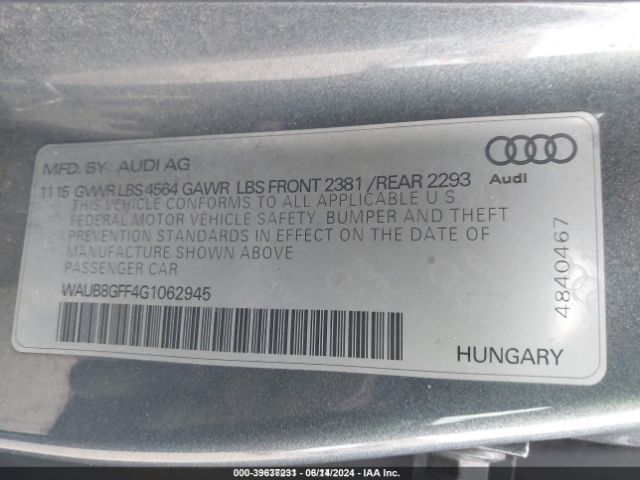 MFD. BY AUDI AG
11 15 GVWR LBS 4564 GAWR LBS FRONT 2381 /REAR 2293
THIS VEHICLE CONFORMS TO ALL APPLICABLE U.S.
FEDERAL MOTOR VEHICLE SAFETY, BUMPER AND THEFT
PREVENTION STANDARDS IN EFFECT ON THE DATE OF
MANUFACTURE SHOWN ABOVE
PASSENGER CAR
WAUB8GFF4G1062945
Audi
4840467
HUNGARY
- IAA Inc.